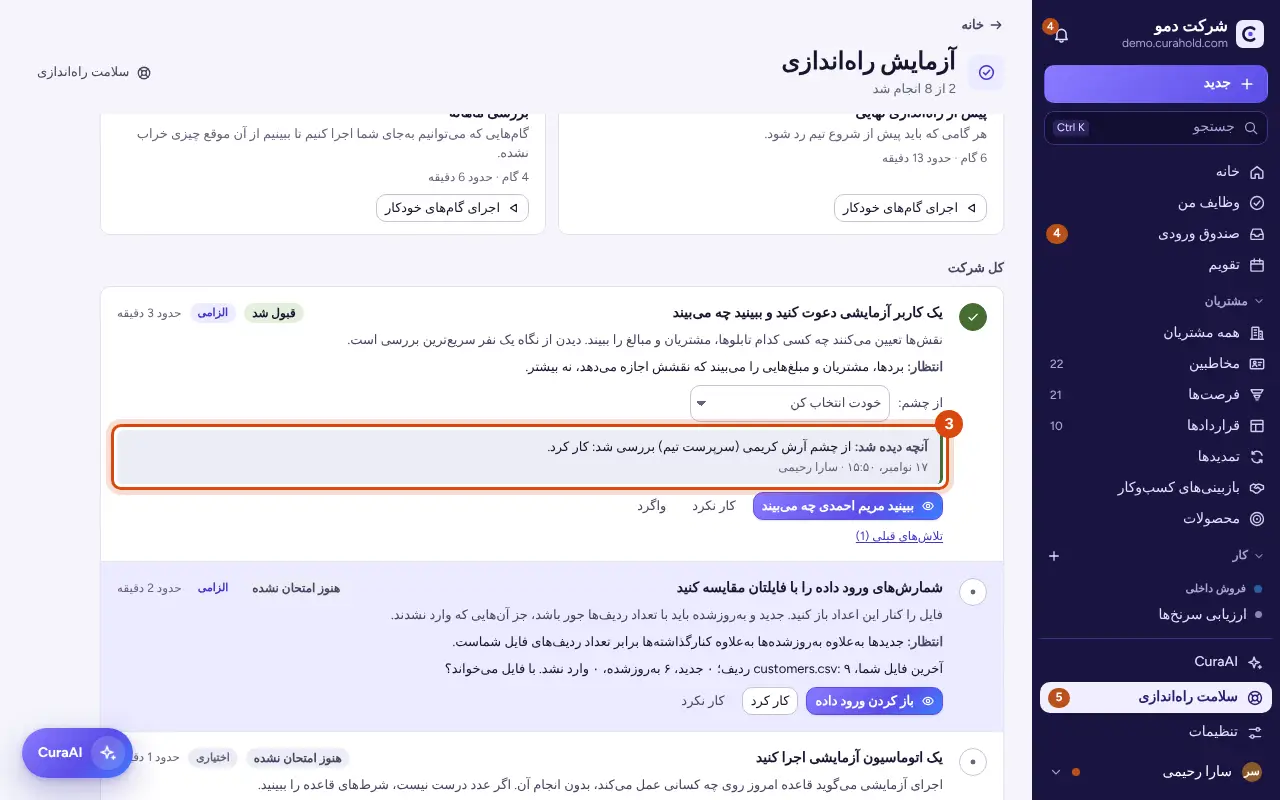 شرکت دمو
demo.curahold.com
4
جدید
جستجو
Ctrl K
خانه
وظایف من
صندوق ورودی
4
تقویم
مشتریان
همه مشتریان
مخاطبین
22
فرصت‌ها
21
قراردادها
10
تمدیدها
بازبینی‌های کسب‌وکار
محصولات
کار
فروش داخلی
ارزیابی سرنخ‌ها
CuraAI
سلامت راه‌اندازی
5
تنظیمات
سر
سارا رحیمی
خانه
آزمایش راه‌اندازی
2 از 8 انجام شد
سلامت راه‌اندازی
پیش از راه‌اندازی نهایی
هر گامی که باید پیش از شروع تیم رد شود.
6 گام · حدود 13 دقیقه
اجرای گام‌های خودکار
بررسی ماهانه
گام‌هایی که می‌توانیم به‌جای شما اجرا کنیم تا ببینیم از آن موقع چیزی خراب
نشده.
4 گام · حدود 6 دقیقه
اجرای گام‌های خودکار
کل شرکت
یک کاربر آزمایشی دعوت کنید و ببینید چه می‌بیند
قبول شد
الزامی
حدود 3 دقیقه
نقش‌ها تعیین می‌کنند چه کسی کدام تابلوها، مشتریان و مبالغ را ببیند. دیدن از نگاه یک نفر سریع‌ترین بررسی است.
انتظار: بردها، مشتریان و مبلغ‌هایی را می‌بیند که نقشش اجازه می‌دهد، نه بیشتر.
از چشم:
خودت انتخاب کن
3
آنچه دیده شد: از چشم آرش کریمی (سرپرست تیم) بررسی شد: کار کرد.
۱۷ نوامبر، ۱۵:۵۰ · سارا رحیمی
ببینید مریم احمدی چه می‌بیند
کار نکرد
واگرد
تلاش‌های قبلی (1)
شمارش‌های ورود داده را با فایلتان مقایسه کنید
هنوز امتحان نشده
الزامی
حدود 2 دقیقه
فایل را کنار این اعداد باز کنید. جدید و به‌روزشده باید با تعداد ردیف‌ها جور باشد، جز آن‌هایی که وارد نشدند.
انتظار: جدیدها به‌علاوه به‌روزشده‌ها به‌علاوه کنارگذاشته‌ها برابر تعداد ردیف‌های فایل شماست.
آخرین فایل شما، customers.csv: ۹ ردیف؛ ۰ جدید، ۶ به‌روزشده، ۰ وارد نشد. با فایل می‌خواند؟
باز کردن ورود داده
کار کرد
کار نکرد
یک اتوماسیون آزمایشی اجرا کنید
هنوز امتحان نشده
اختیاری
حدود 1
اجرای آزمایشی می‌گوید قاعده امروز روی چه کسانی عمل می‌کند، بدون انجام آن. اگر عدد درست نیست، شرط‌های قاعده را ببینید.
CuraAI